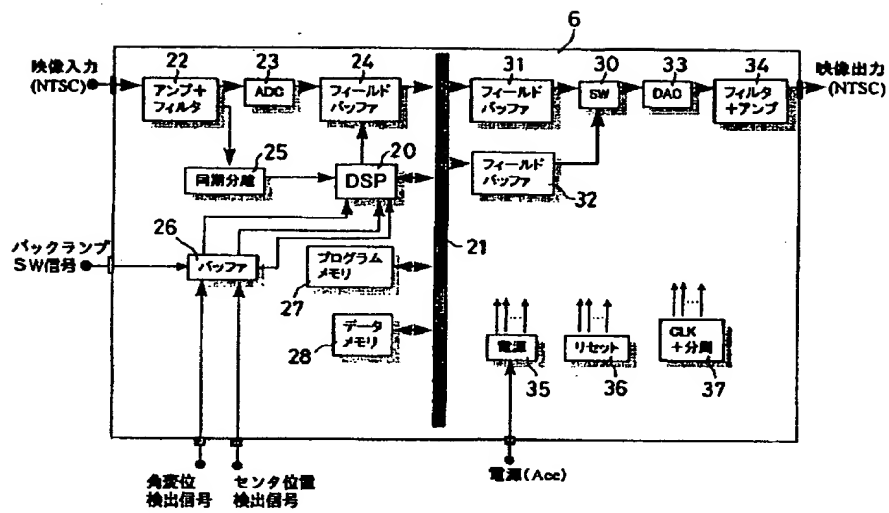 6
映像入力
(NTSC)
22
アンプ+
フィルタ
23
ADC
24
フィールド
バッファ
31
フィールド
バッファ
30
SW
33
DAC
34
フィルタ
+アンプ
映像出力
(NTSC)
25
同期分離
20
DSP
フィールド
バッファ
32
バックランプ
SW信号
26
バッファ
プログラム
メモリ
27
21
データ
メモリ
28
電源
35
リセット
36
CLK
+分周
37
角変位
検出信号
センタ位置
検出信号
電源(Acc)